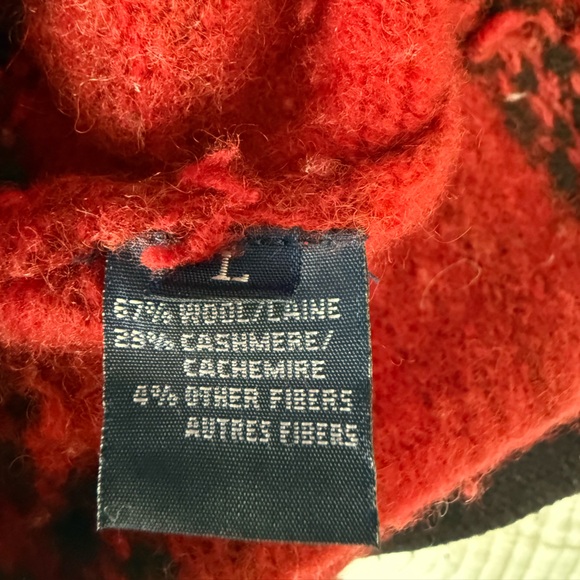 L
67% WOOL/LAINE
29% CASHMERE/
CACHEMIRE
4% OTHER FIBERS
AUTRES FIBERS